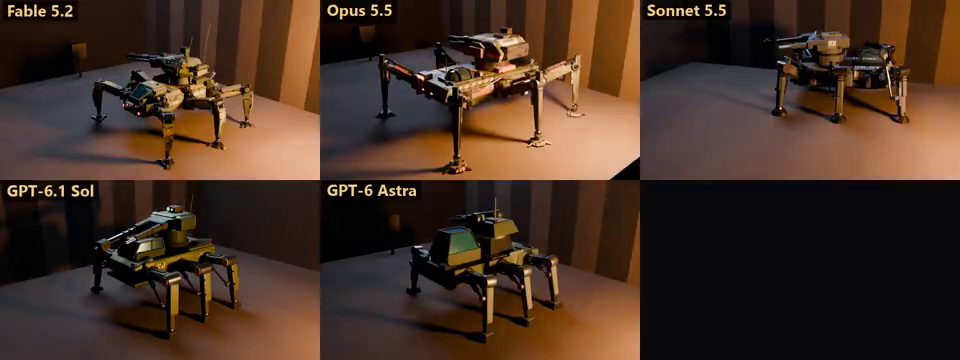 Fable 5.2
Opus 5.5
Sonnet 5.5
GPT-6.1 Sol
GPT-6 Astra